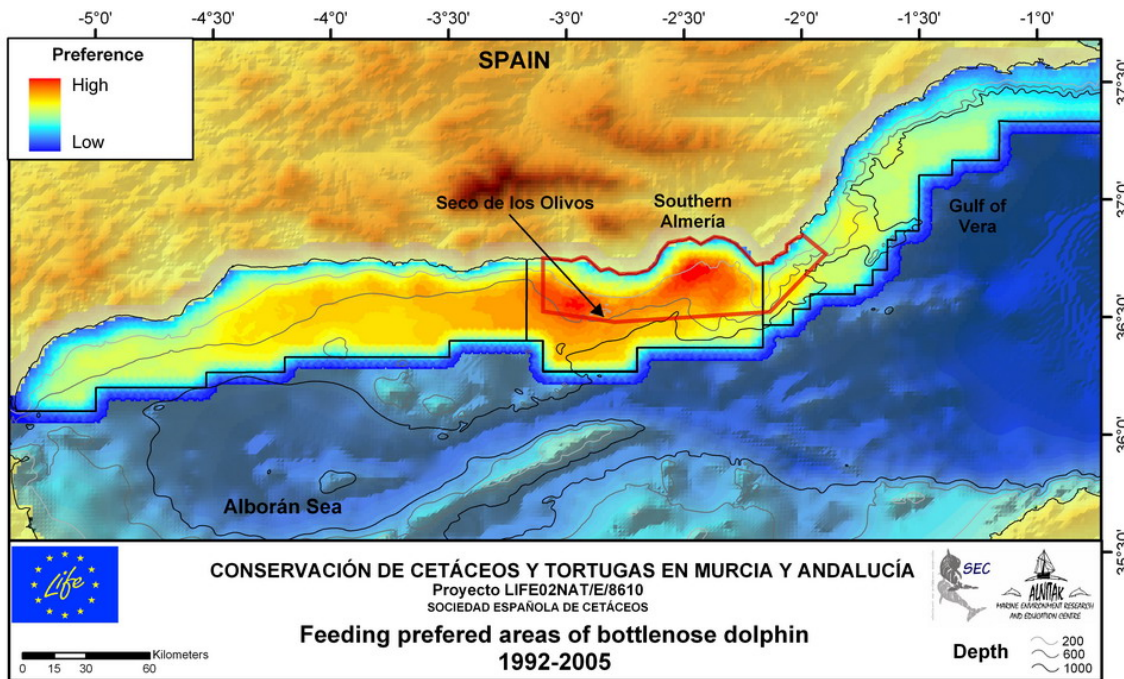 -5°0'
-4°30'
-4°0'
-3°30'
-3°0'
-2°30'
-2°0'
-1°30'
-1°0'
Preference
High
Low
SPAIN
37°30'
Seco de los Olivos
Southern
Almería
37°0'
Gulf of
Vera
36°30'
36°0'
Alborán Sea
35°30'
Life
CONSERVACIÓN DE CETÁCEOS Y TORTUGAS EN MURCIA Y ANDALUCÍA
Proyecto LIFE02NAT/E/8610
SOCIEDAD ESPAÑOLA DE CETÁCEOS
SEC
ALNITAK
MARINE ENVIRONMENT RESEARCH
AND EDUCATION CENTRE
Feeding prefered areas of bottlenose dolphin
1992-2005
Kilometers
0 15 30 60
Depth
200
600
1000